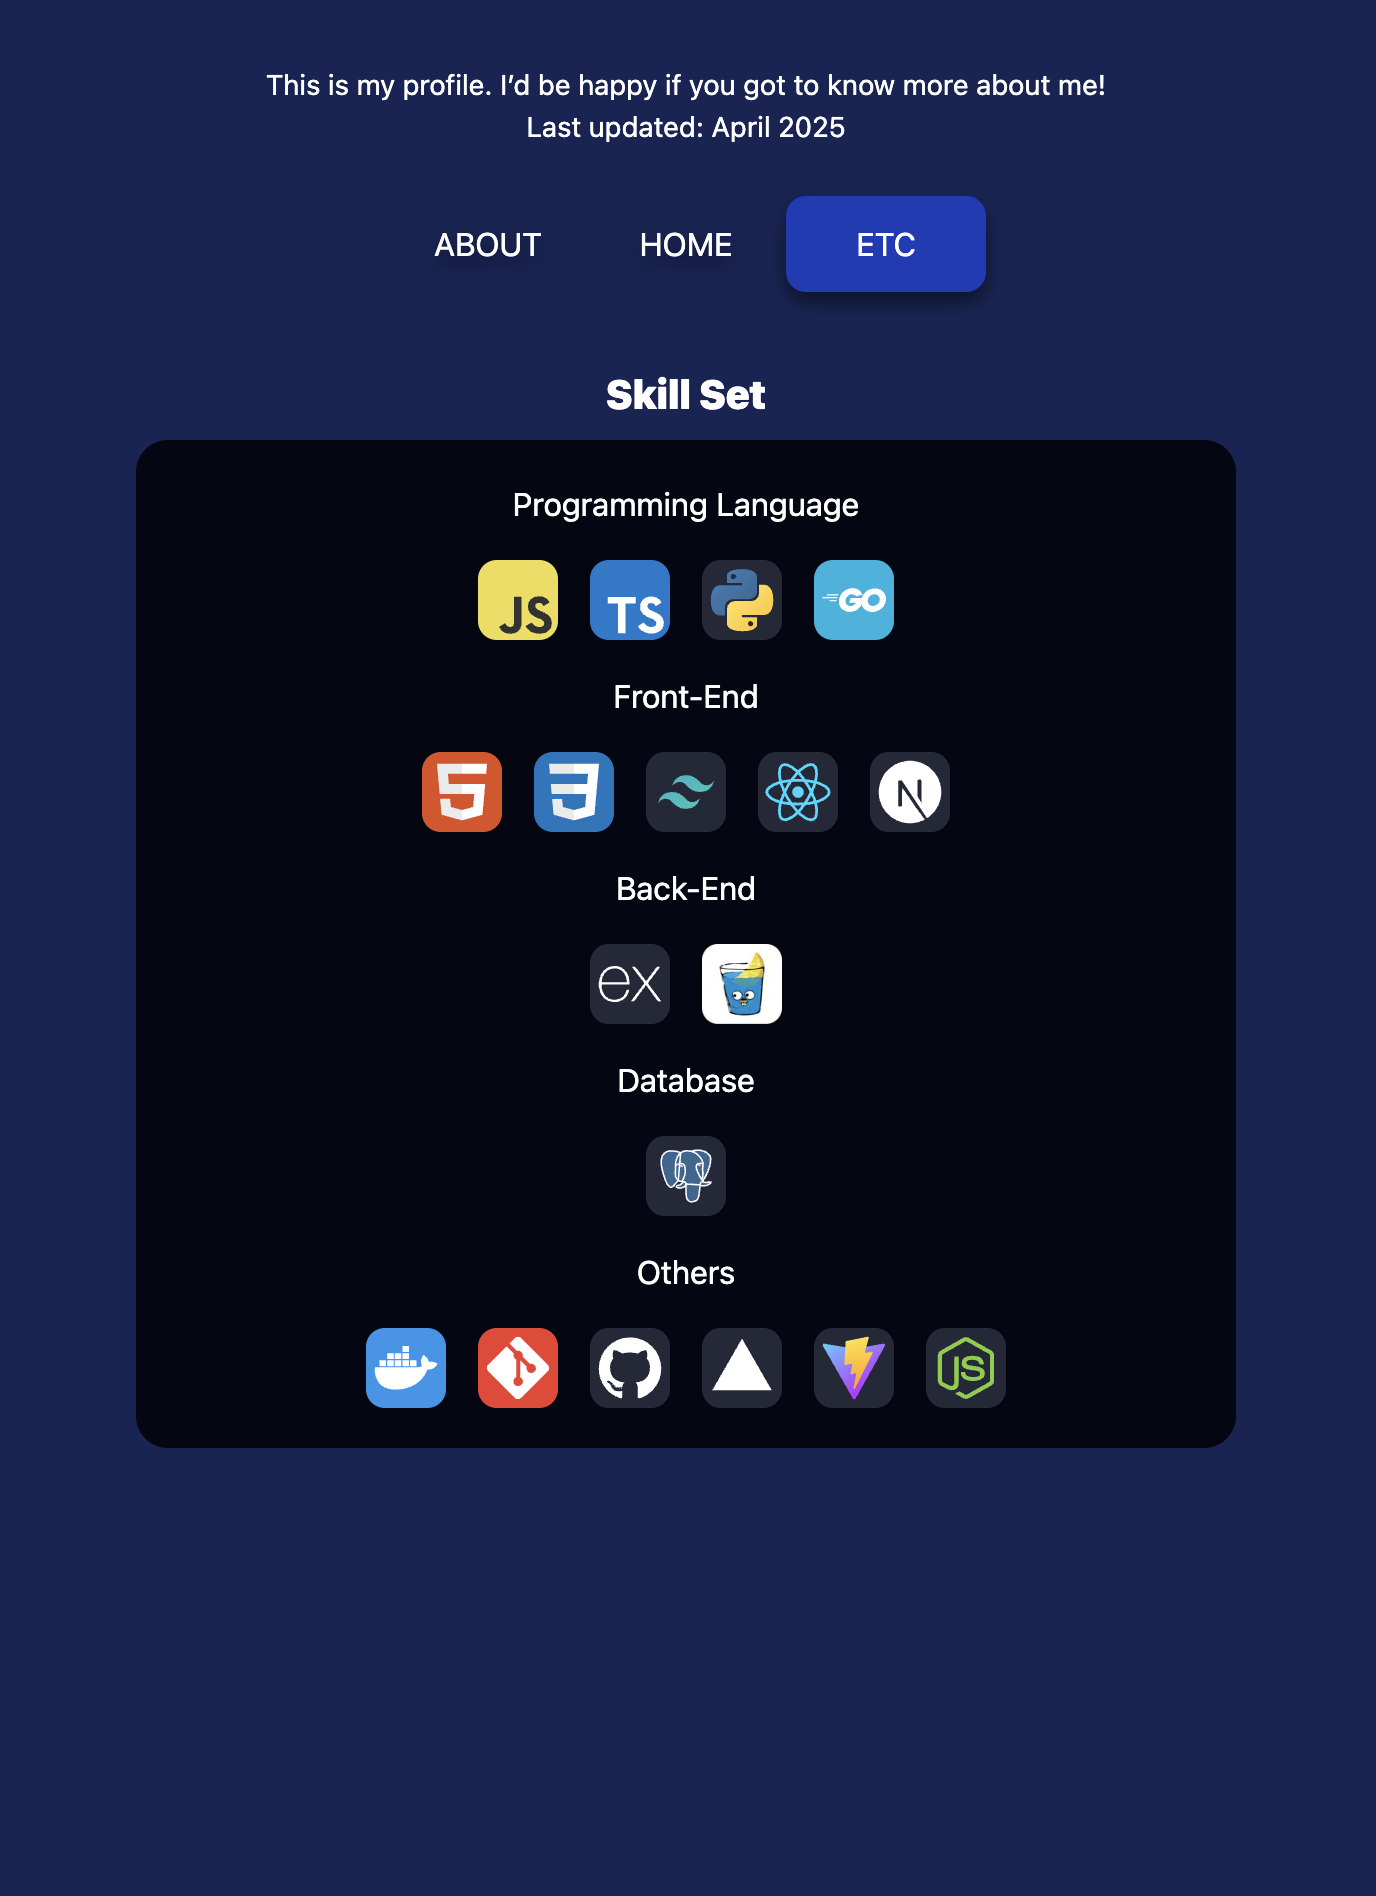 This is my profile. I’d be happy if you got to know more about me!
Last updated: April 2025
ABOUT HOME ETC
Skill Set
Programming Language
JS TS GO
Front-End
N
Back-End
ex
Database
Others
JS